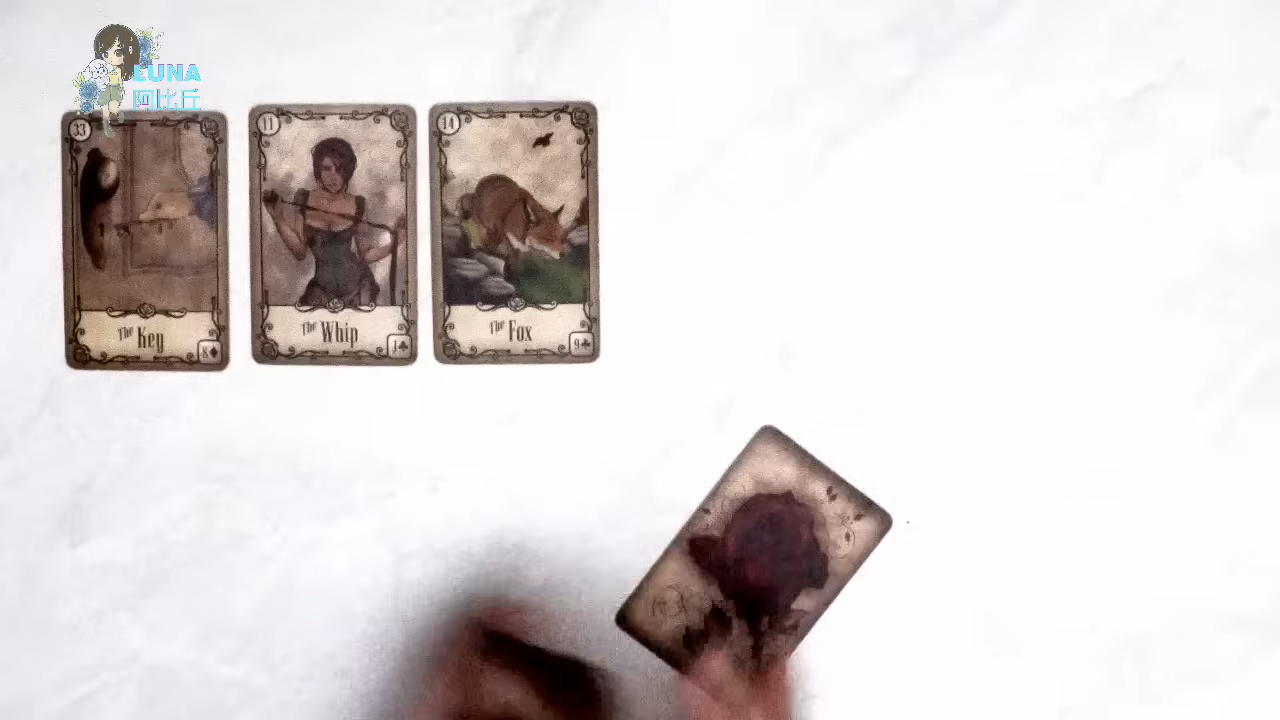 LUNA
阿比丘
33
The Key
8♦
11
The Whip
J♣
14
The Fox
9♣